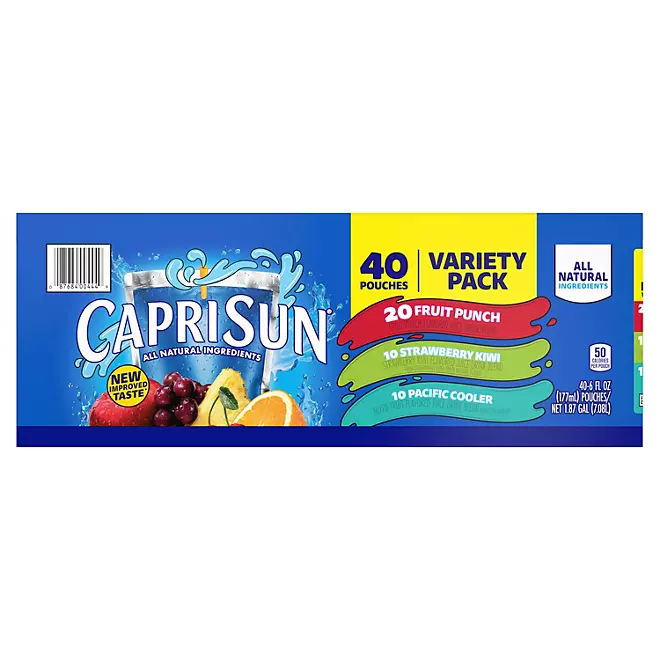 40
POUCHES
VARIETY
PACK
ALL
NATURAL
INGREDIENTS
CAPRISUN®
ALL NATURAL INGREDIENTS
NEW
IMPROVED
TASTE
20 FRUIT PUNCH
10 STRAWBERRY KIWI
10 PACIFIC COOLER
50
CALORIES
PER POUCH
40-6 FL OZ
(177mL) POUCHES/
NET 1.87 GAL (7.08L)